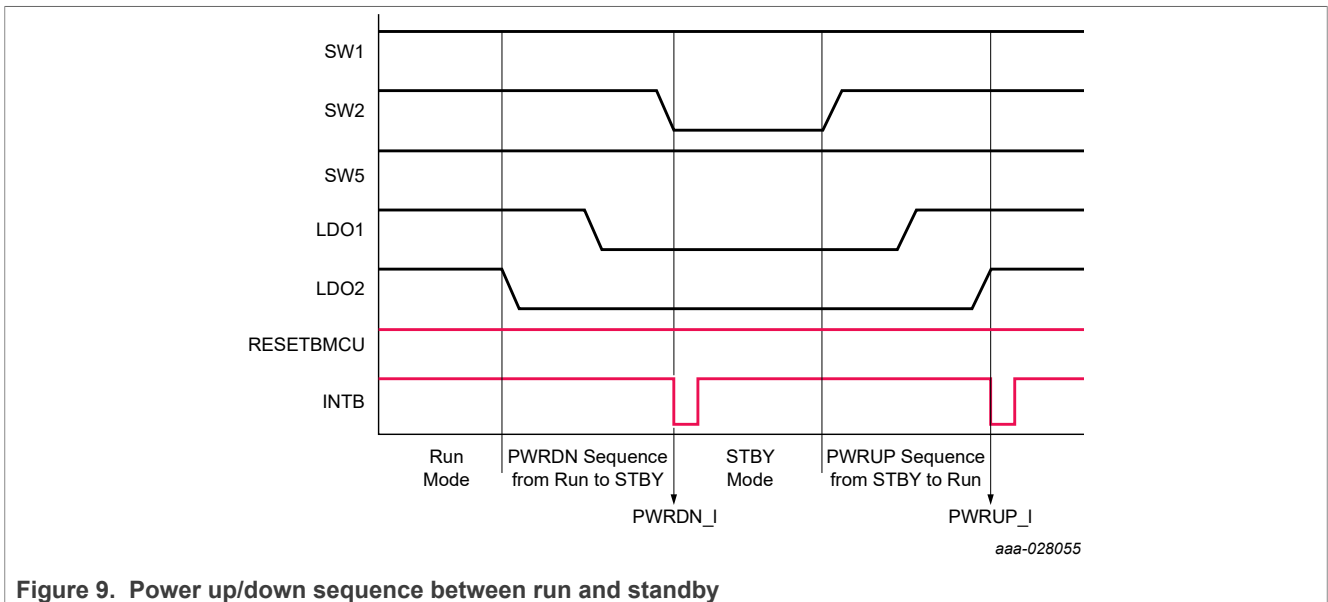 SW1
SW2
SW5
LDO1
LDO2
RESETBMCU
INTB
Run
Mode
PWRDN Sequence
from Run to STBY
STBY
Mode
PWRUP Sequence
from STBY to Run
PWRDN_I
PWRUP_I
aaa-028055
Figure 9. Power up/down sequence between run and standby